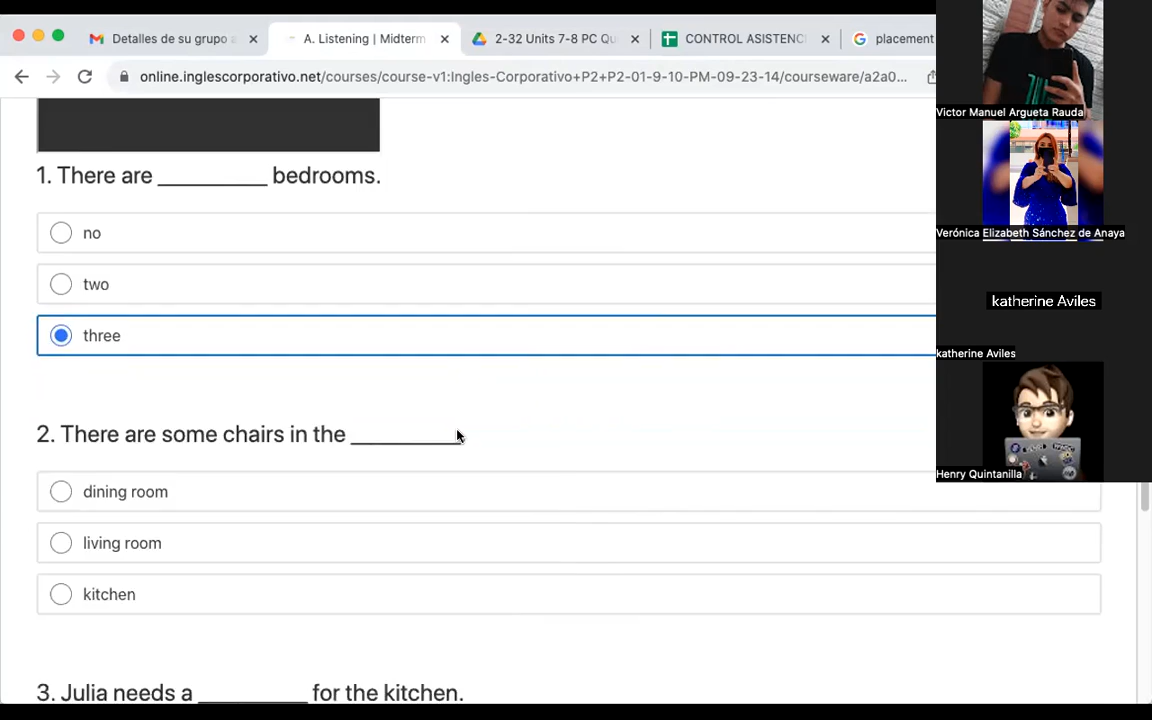 Detalles de su grupo
A. Listening | Midterm
2-32 Units 7-8 PC Qu
CONTROL ASISTENC
placement
online.inglescorporativo.net/courses/course-v1:Ingles-Corporativo+P2+P2-01-9-10-PM-09-23-14/courseware/a2a0...
1. There are __________ bedrooms.
no
two
three
2. There are some chairs in the __________
dining room
living room
kitchen
3. Julia needs a __________ for the kitchen.
Victor Manuel Argueta Rauda
Verónica Elizabeth Sánchez de Anaya
katherine Aviles
katherine Aviles
Henry Quintanilla